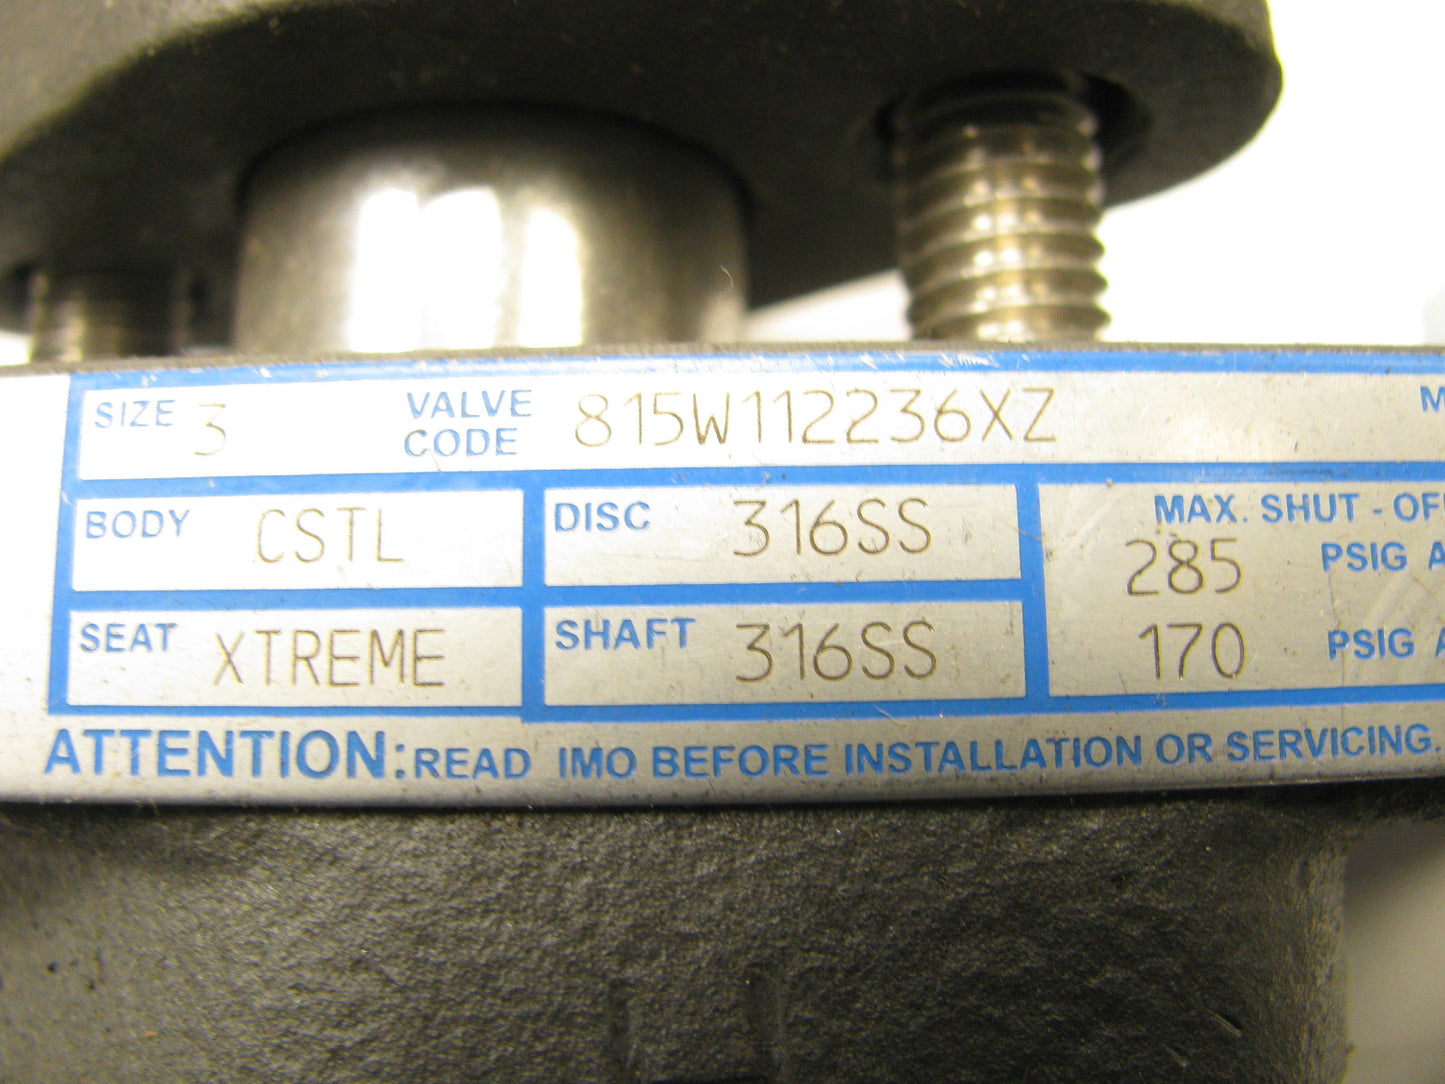 SIZE 3 VALVE CODE 815W112236XZ M
BODY CSTL DISC 316SS MAX. SHUT - OF
285 PSIG A
SEAT XTREME SHAFT 316SS 170 PSIG A
ATTENTION: READ IMO BEFORE INSTALLATION OR SERVICING.